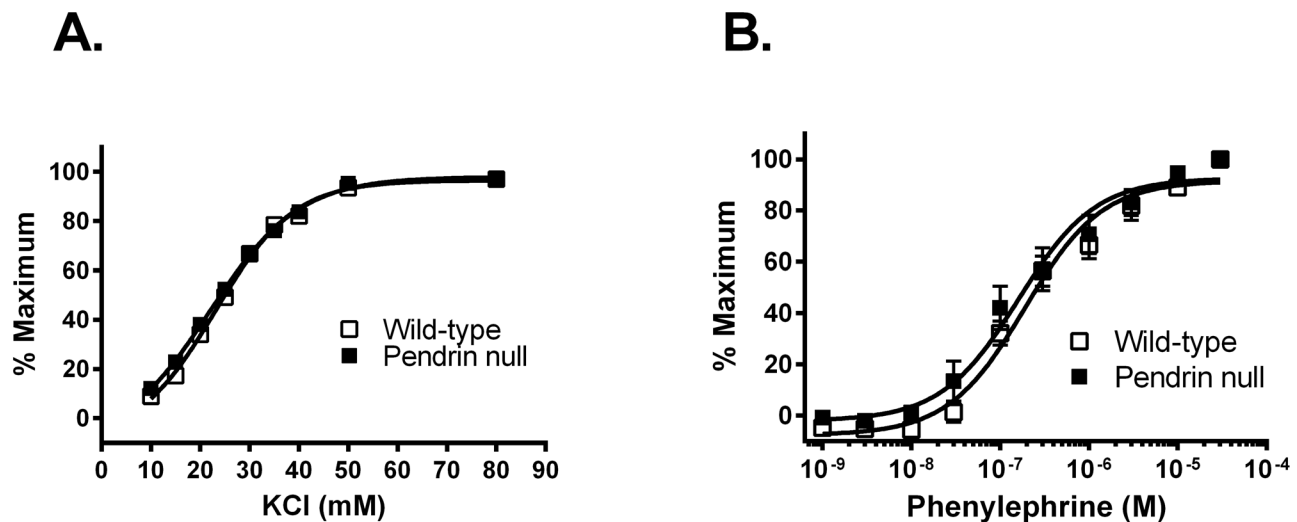 A.
B.
% Maximum
100
80
60
40
20
0
Wild-type
Pendrin null
0 10 20 30 40 50 60 70 80 90
KCl (mM)
% Maximum
100
80
60
40
20
0
Wild-type
Pendrin null
10⁻⁹ 10⁻⁸ 10⁻⁷ 10⁻⁶ 10⁻⁵ 10⁻⁴
Phenylephrine (M)